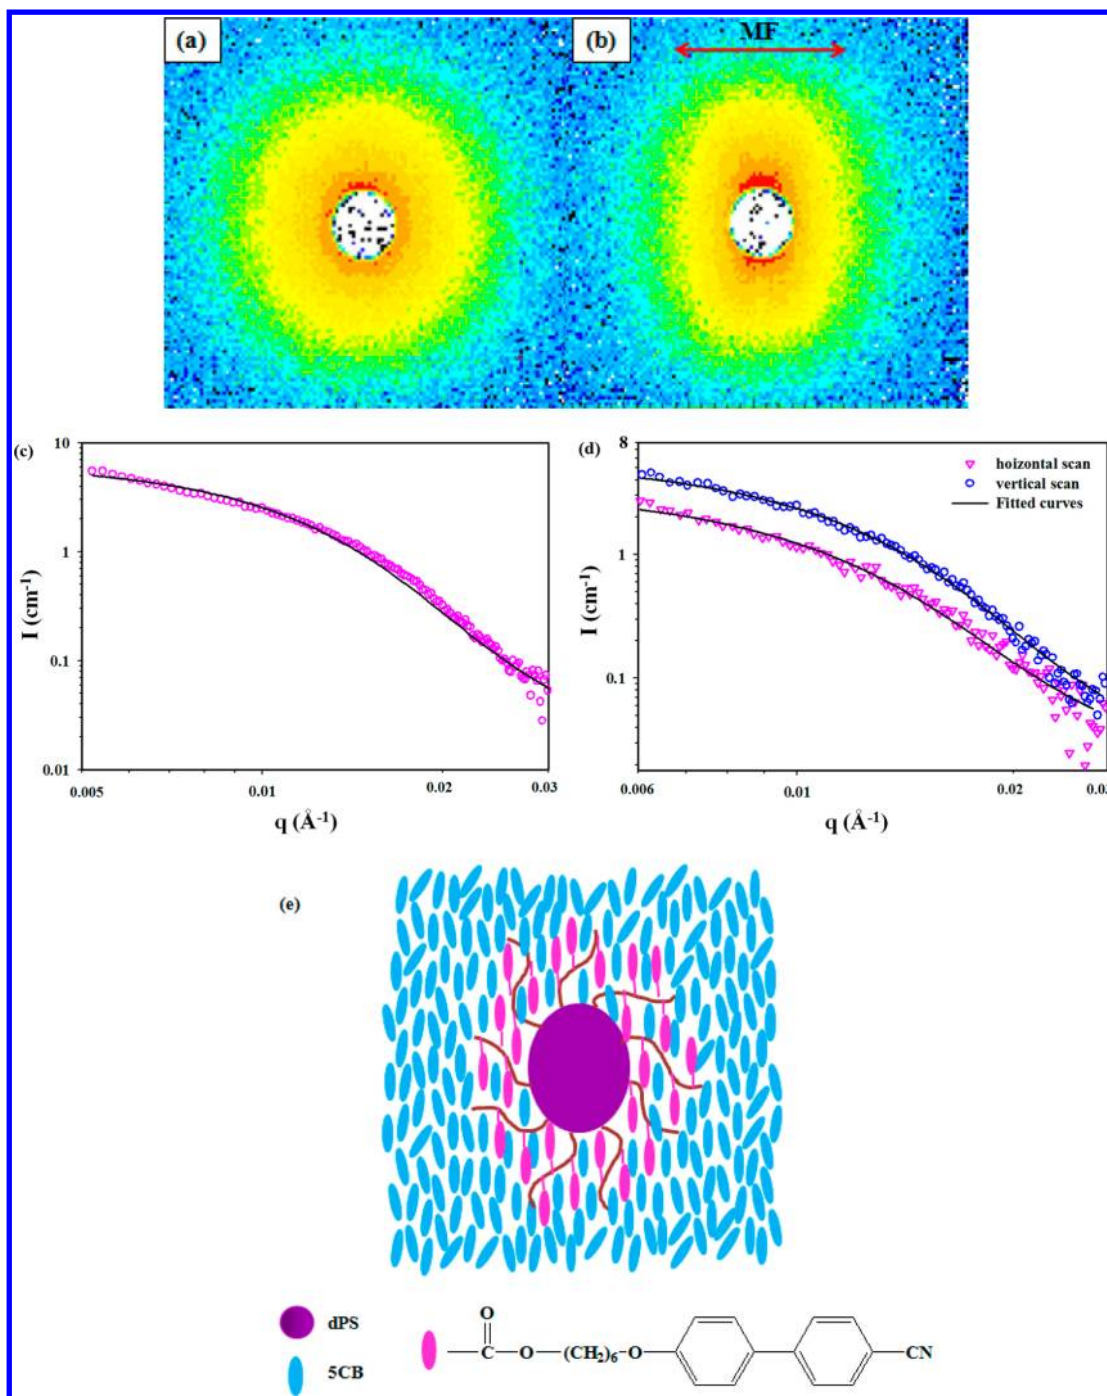 (a)
(b)
MF
(c)
10
1
0.1
0.01
I (cm⁻¹)
0.005
0.01
0.02
0.03
q (Å⁻¹)
(d)
8
1
0.1
I (cm⁻¹)
hoizontal scan
vertical scan
Fitted curves
0.006
0.01
0.02
0.03
q (Å⁻¹)
(e)
dPS
5CB
O
C
O
(CH₂)₆
O
CN